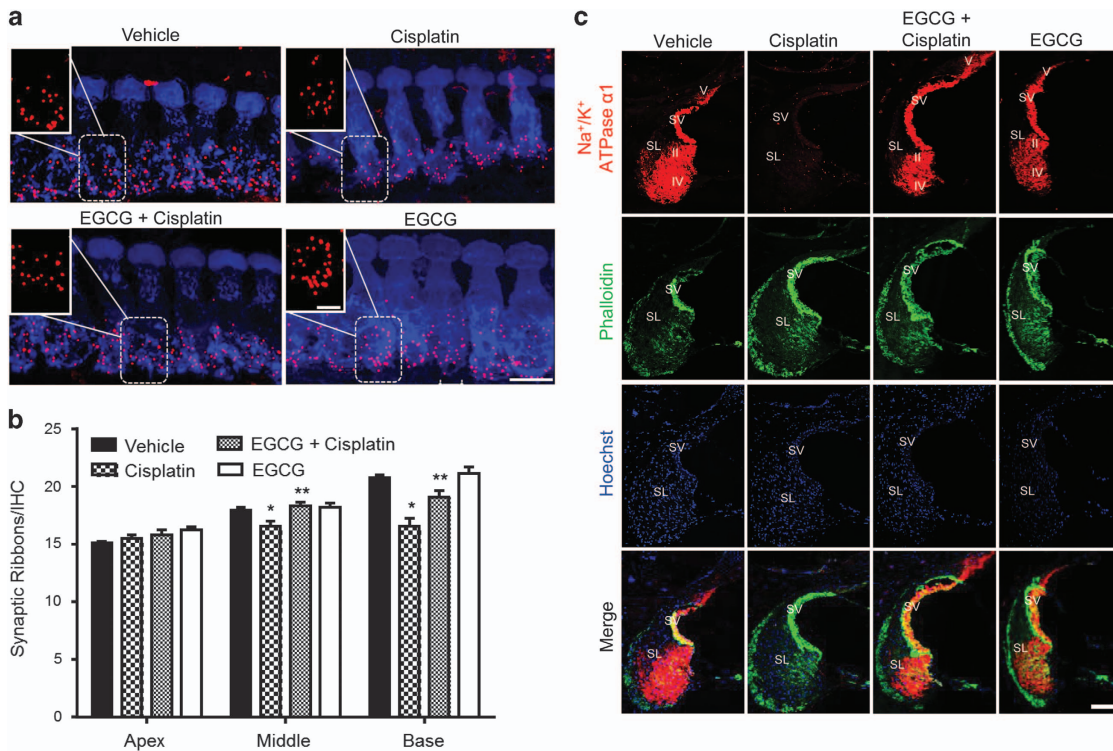 a
Vehicle
Cisplatin
EGCG + Cisplatin
EGCG
b
25
20
15
10
5
0
Synaptic Ribbons/IHC
Vehicle
EGCG + Cisplatin
Cisplatin
EGCG
*
**
*
**
Apex
Middle
Base
c
Vehicle
Cisplatin
EGCG +
Cisplatin
EGCG
Na⁺/K⁺
ATPase α1
V
SV
SL
II
IV
SV
SL
V
SV
SL
II
IV
V
SV
SL
II
IV
Phalloidin
SV
SL
SV
SL
SV
SL
SV
SL
Hoechst
SV
SL
SV
SL
SV
SL
SV
SL
Merge
SV
SL
SV
SL
SV
SL
SV
SL